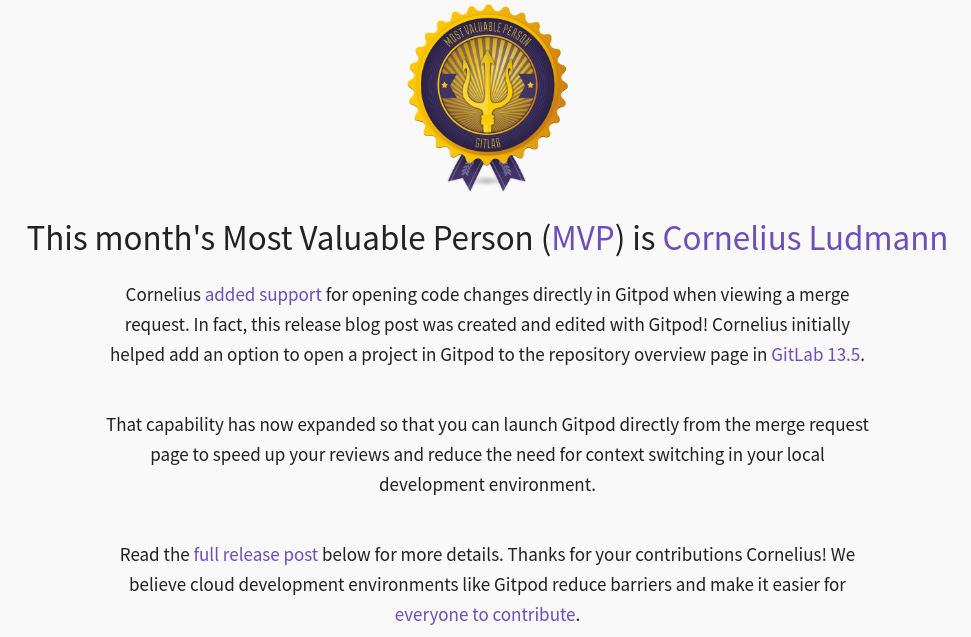 MOST VALUABLE PERSON
GITLAB
This month's Most Valuable Person (MVP) is Cornelius Ludmann
Cornelius added support for opening code changes directly in Gitpod when viewing a merge
request. In fact, this release blog post was created and edited with Gitpod! Cornelius initially
helped add an option to open a project in Gitpod to the repository overview page in GitLab 13.5.
That capability has now expanded so that you can launch Gitpod directly from the merge request
page to speed up your reviews and reduce the need for context switching in your local
development environment.
Read the full release post below for more details. Thanks for your contributions Cornelius! We
believe cloud development environments like Gitpod reduce barriers and make it easier for
everyone to contribute.